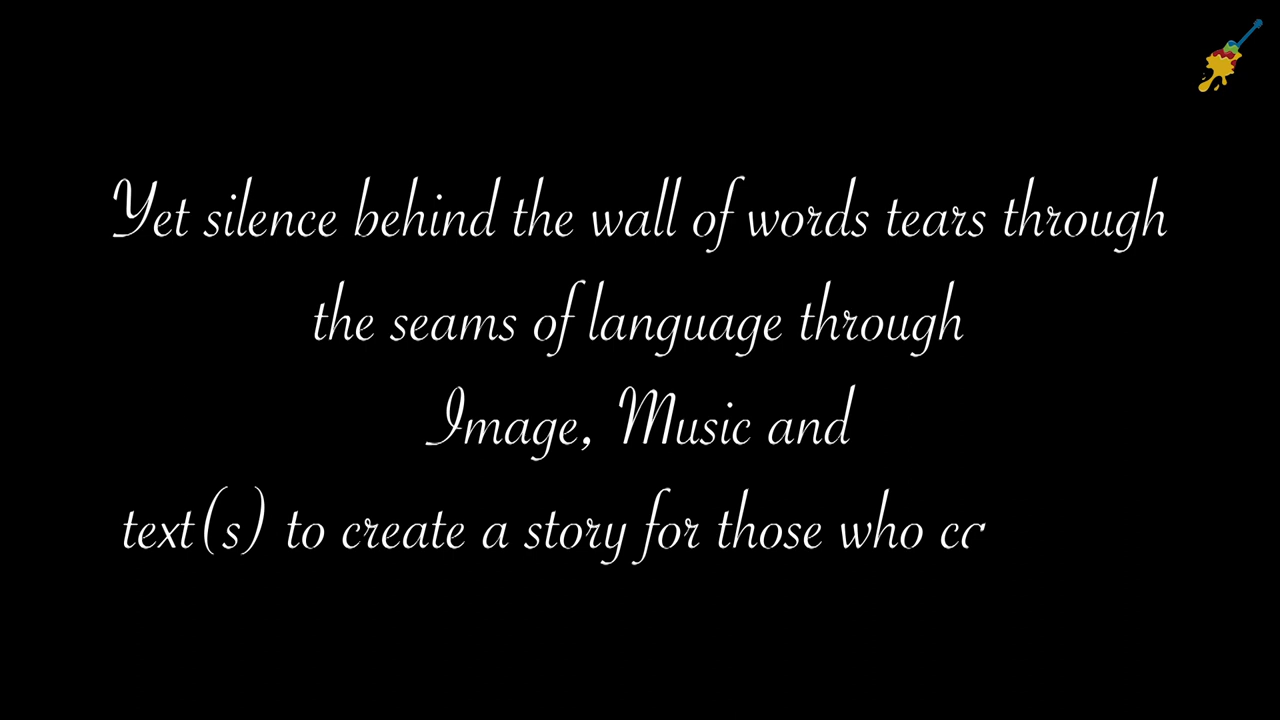 Yet silence behind the wall of words tears through
the seams of language through
Image, Music and
text(s) to create a story for those who